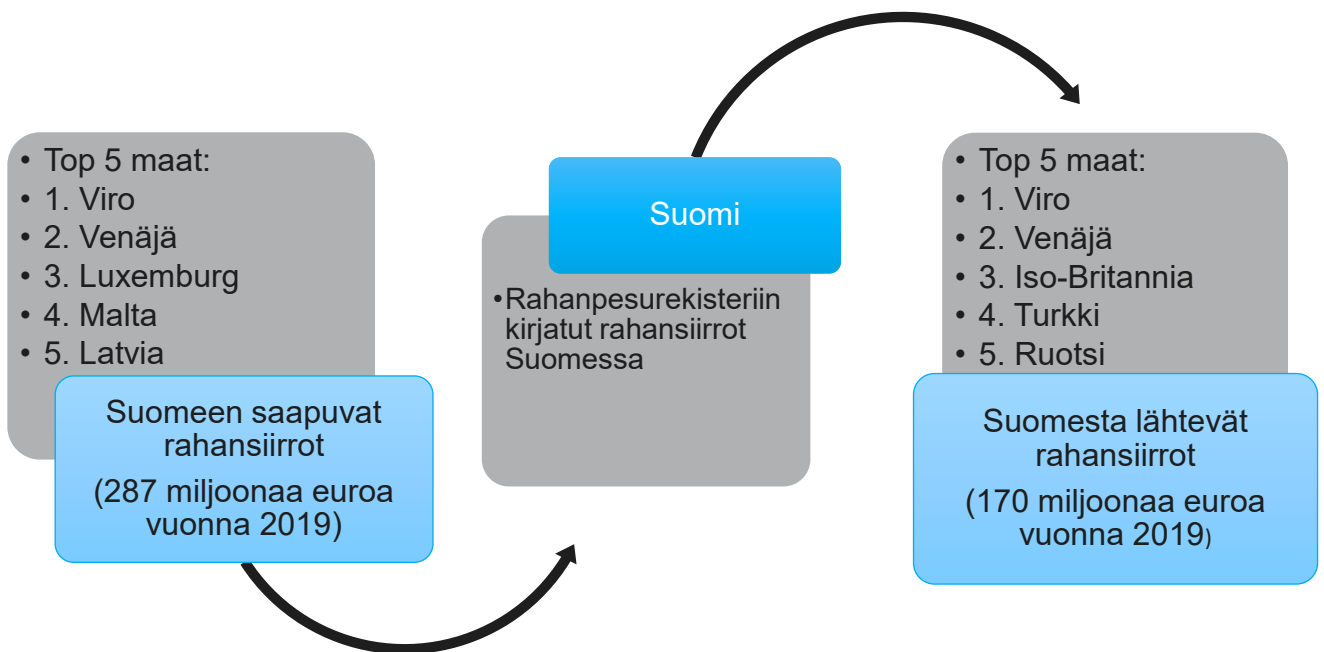 • Top 5 maat:
• 1. Viro
• 2. Venäjä
• 3. Luxemburg
• 4. Malta
• 5. Latvia
Suomeen saapuvat
rahansiirrot
(287 miljoonaa euroa
vuonna 2019)
Suomi
•Rahanpesurekisteriin
kirjatut rahansiirrot
Suomessa
• Top 5 maat:
• 1. Viro
• 2. Venäjä
• 3. Iso-Britannia
• 4. Turkki
• 5. Ruotsi
Suomesta lähtevät
rahansiirrot
(170 miljoonaa euroa
vuonna 2019)